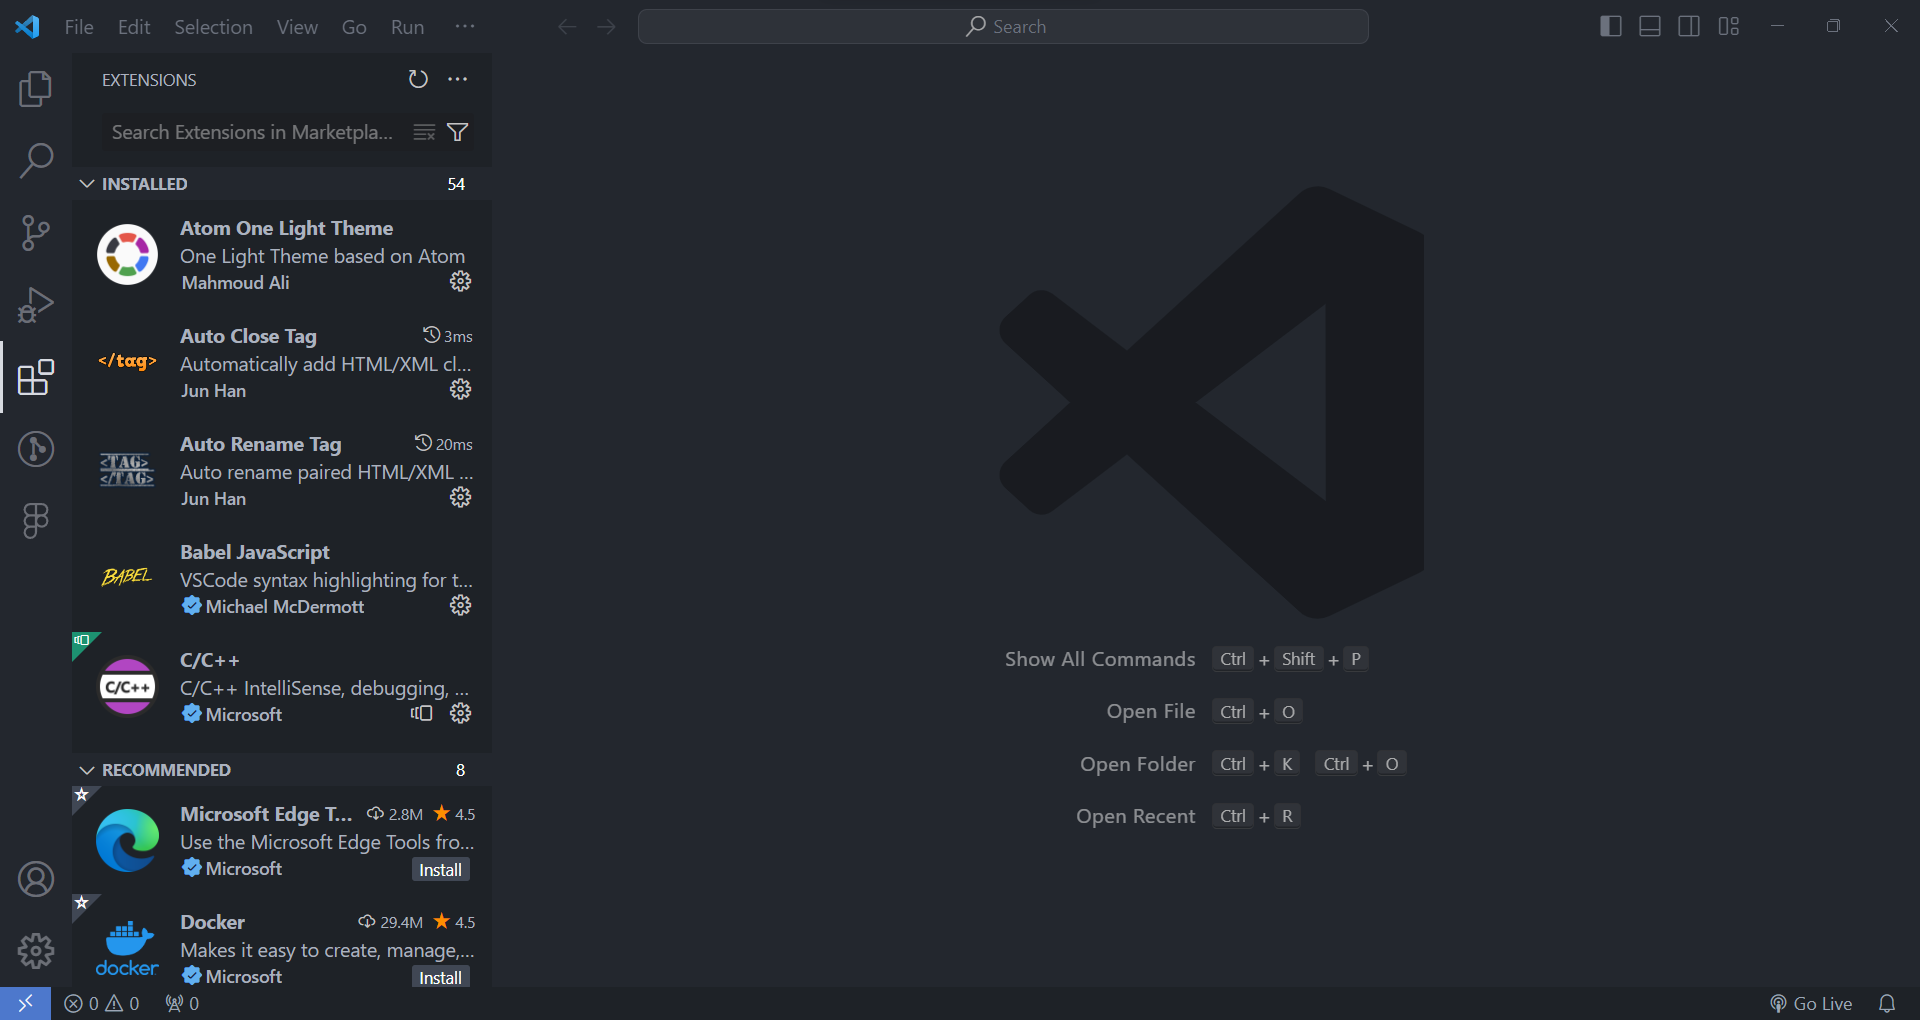 File Edit Selection View Go Run ···
Search
EXTENSIONS
Search Extensions in Marketpla...
INSTALLED 54
Atom One Light Theme
One Light Theme based on Atom
Mahmoud Ali
</tag>
Auto Close Tag 3ms
Automatically add HTML/XML cl...
Jun Han
<TAG>
</TAG>
Auto Rename Tag 20ms
Auto rename paired HTML/XML ...
Jun Han
BABEL
Babel JavaScript
VSCode syntax highlighting for t...
Michael McDermott
C/C++
C/C++
C/C++ IntelliSense, debugging, ...
Microsoft
RECOMMENDED 8
Microsoft Edge T... 2.8M 4.5
Use the Microsoft Edge Tools fro...
Microsoft Install
docker
Docker 29.4M 4.5
Makes it easy to create, manage,...
Microsoft Install
Show All Commands Ctrl + Shift + P
Open File Ctrl + O
Open Folder Ctrl + K Ctrl + O
Open Recent Ctrl + R
0 0 0
Go Live